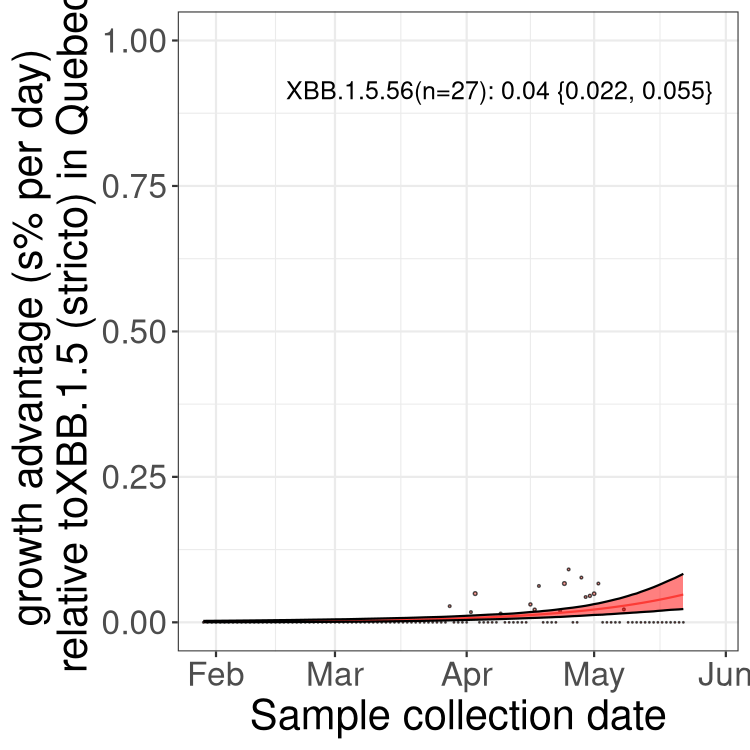 growth advantage (s% per day)
relative toXBB.1.5 (stricto) in Quebec
1.00
0.75
0.50
0.25
0.00
XBB.1.5.56(n=27): 0.04 {0.022, 0.055}
Feb Mar Apr May Jun
Sample collection date